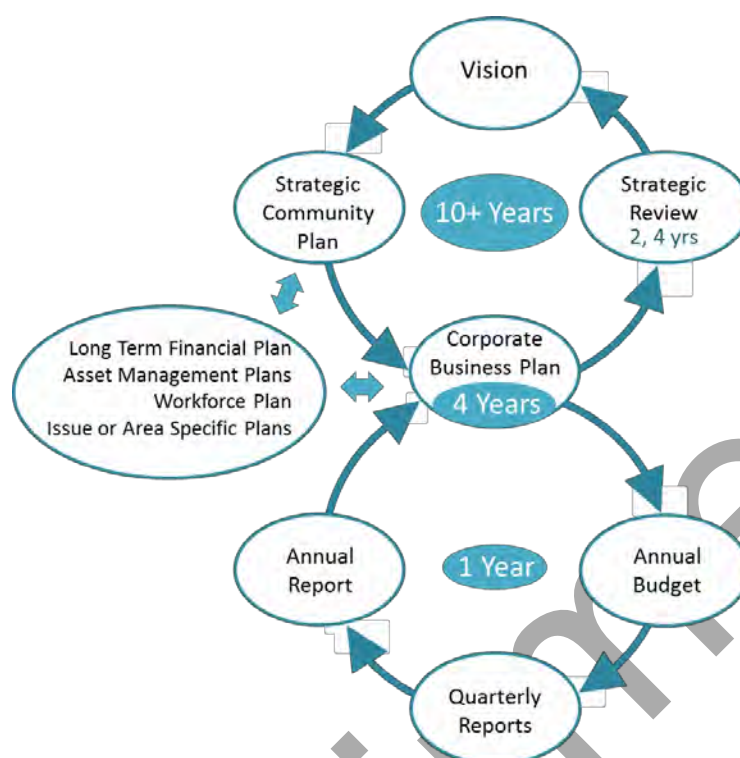 Vision
Strategic
Community
Plan
10+ Years
Strategic
Review
2, 4 yrs
Long Term Financial Plan
Asset Management Plans
Workforce Plan
Issue or Area Specific Plans
Corporate
Business Plan
4 Years
Annual
Report
1 Year
Annual
Budget
Quarterly
Reports